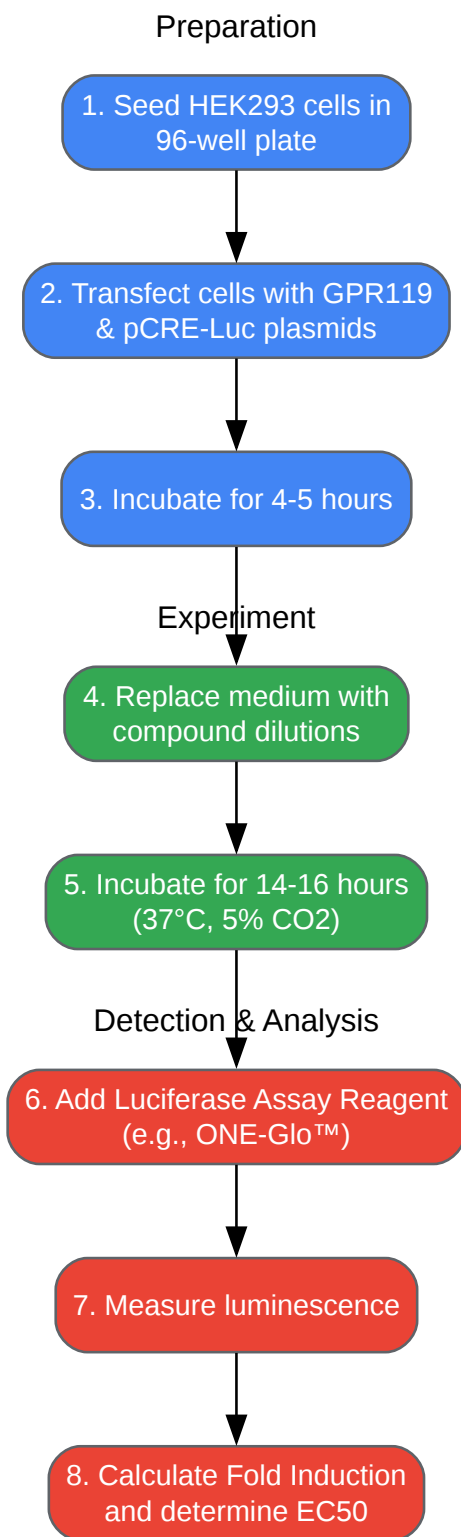 Preparation
1. Seed HEK293 cells in
96-well plate
2. Transfect cells with GPR119
& pCRE-Luc plasmids
3. Incubate for 4-5 hours
Experiment
4. Replace medium with
compound dilutions
5. Incubate for 14-16 hours
(37°C, 5% CO2)
Detection & Analysis
6. Add Luciferase Assay Reagent
(e.g., ONE-Glo™)
7. Measure luminescence
8. Calculate Fold Induction
and determine EC50